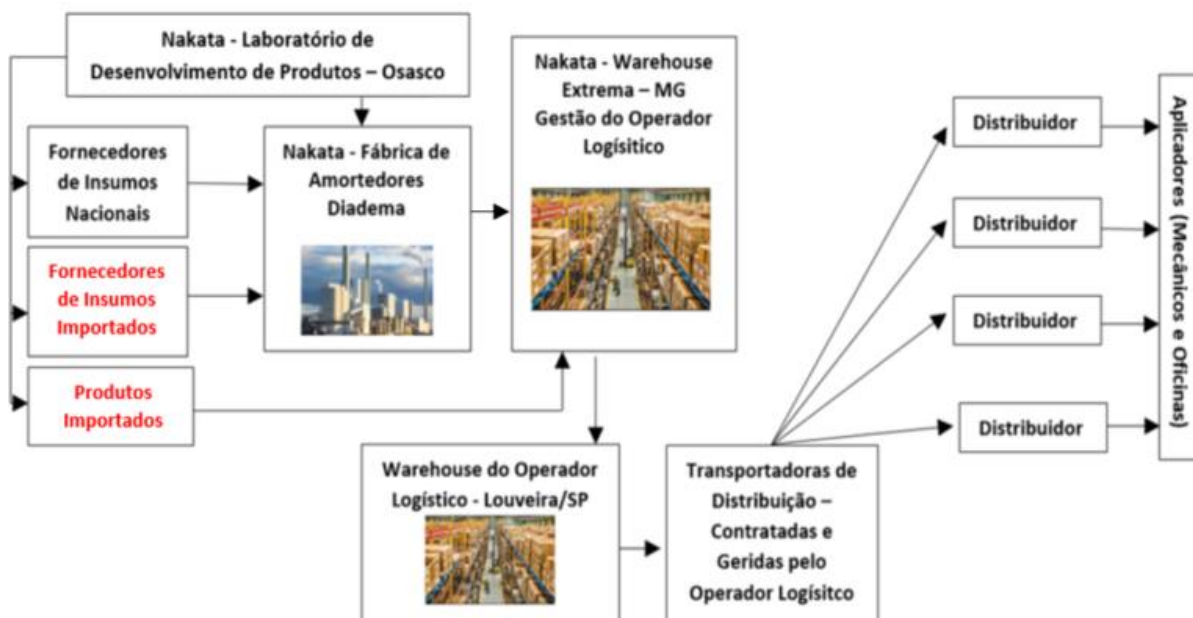 Nakata - Laboratório de
Desenvolvimento de Produtos – Osasco
Fornecedores
de Insumos
Nacionais
Fornecedores
de Insumos
Importados
Produtos
Importados
Nakata - Fábrica de
Amortedores
Diadema
Nakata - Warehouse
Extrema – MG
Gestão do Operador
Logísitico
Warehouse do Operador
Logístico - Louveira/SP
Transportadoras de
Distribuição –
Contratadas e
Geridas pelo
Operador Logísitco
Distribuidor
Distribuidor
Distribuidor
Distribuidor
Aplicadores (Mecânicos e Oficinas)